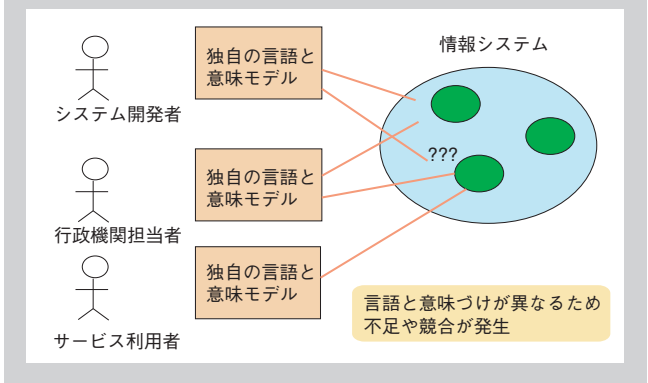 独自の言語と
意味モデル
システム開発者
情報システム
???
独自の言語と
意味モデル
行政機関担当者
独自の言語と
意味モデル
サービス利用者
言語と意味づけが異なるため
不足や競合が発生